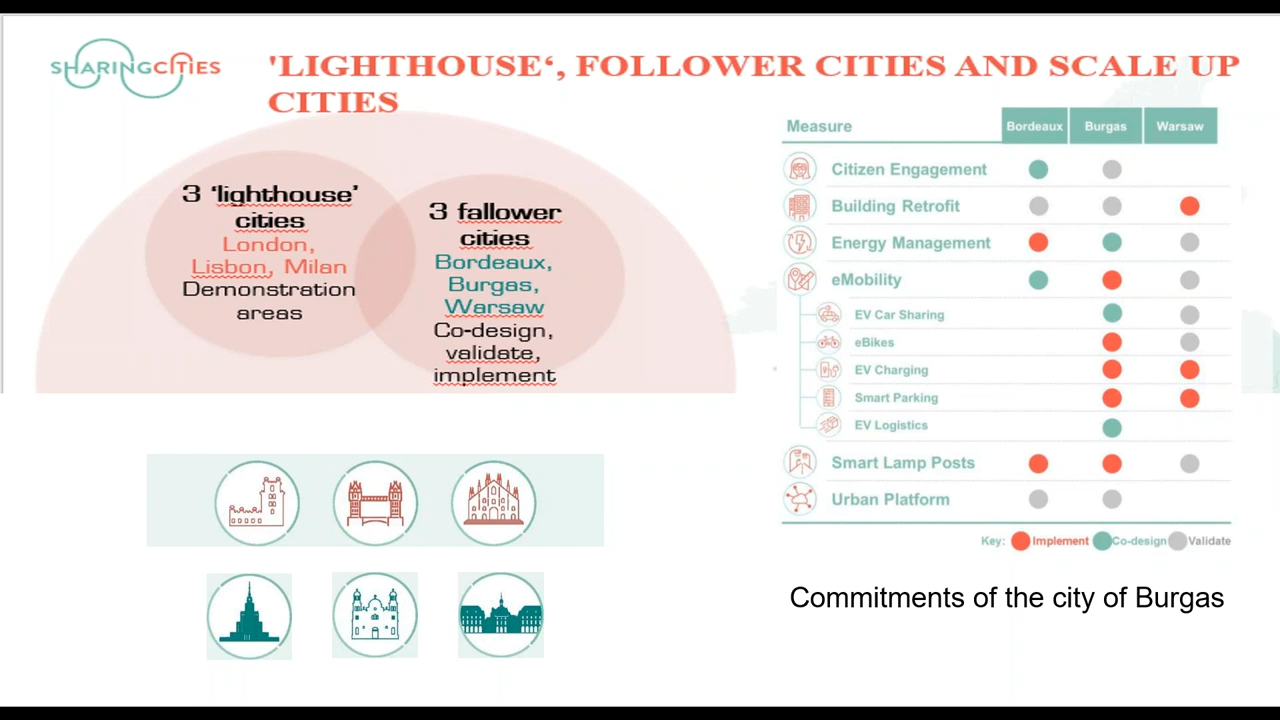 SHARINGCITIES
'LIGHTHOUSE‘, FOLLOWER CITIES AND SCALE UP
CITIES
3 ‘lighthouse’
cities
London,
Lisbon, Milan
Demonstration
areas
3 fallower
cities
Bordeaux,
Burgas,
Warsaw
Co-design,
validate,
implement
Measure Bordeaux Burgas Warsaw
Citizen Engagement
Building Retrofit
Energy Management
eMobility
EV Car Sharing
eBikes
EV Charging
Smart Parking
EV Logistics
Smart Lamp Posts
Urban Platform
Key: Implement Co-design Validate
Commitments of the city of Burgas